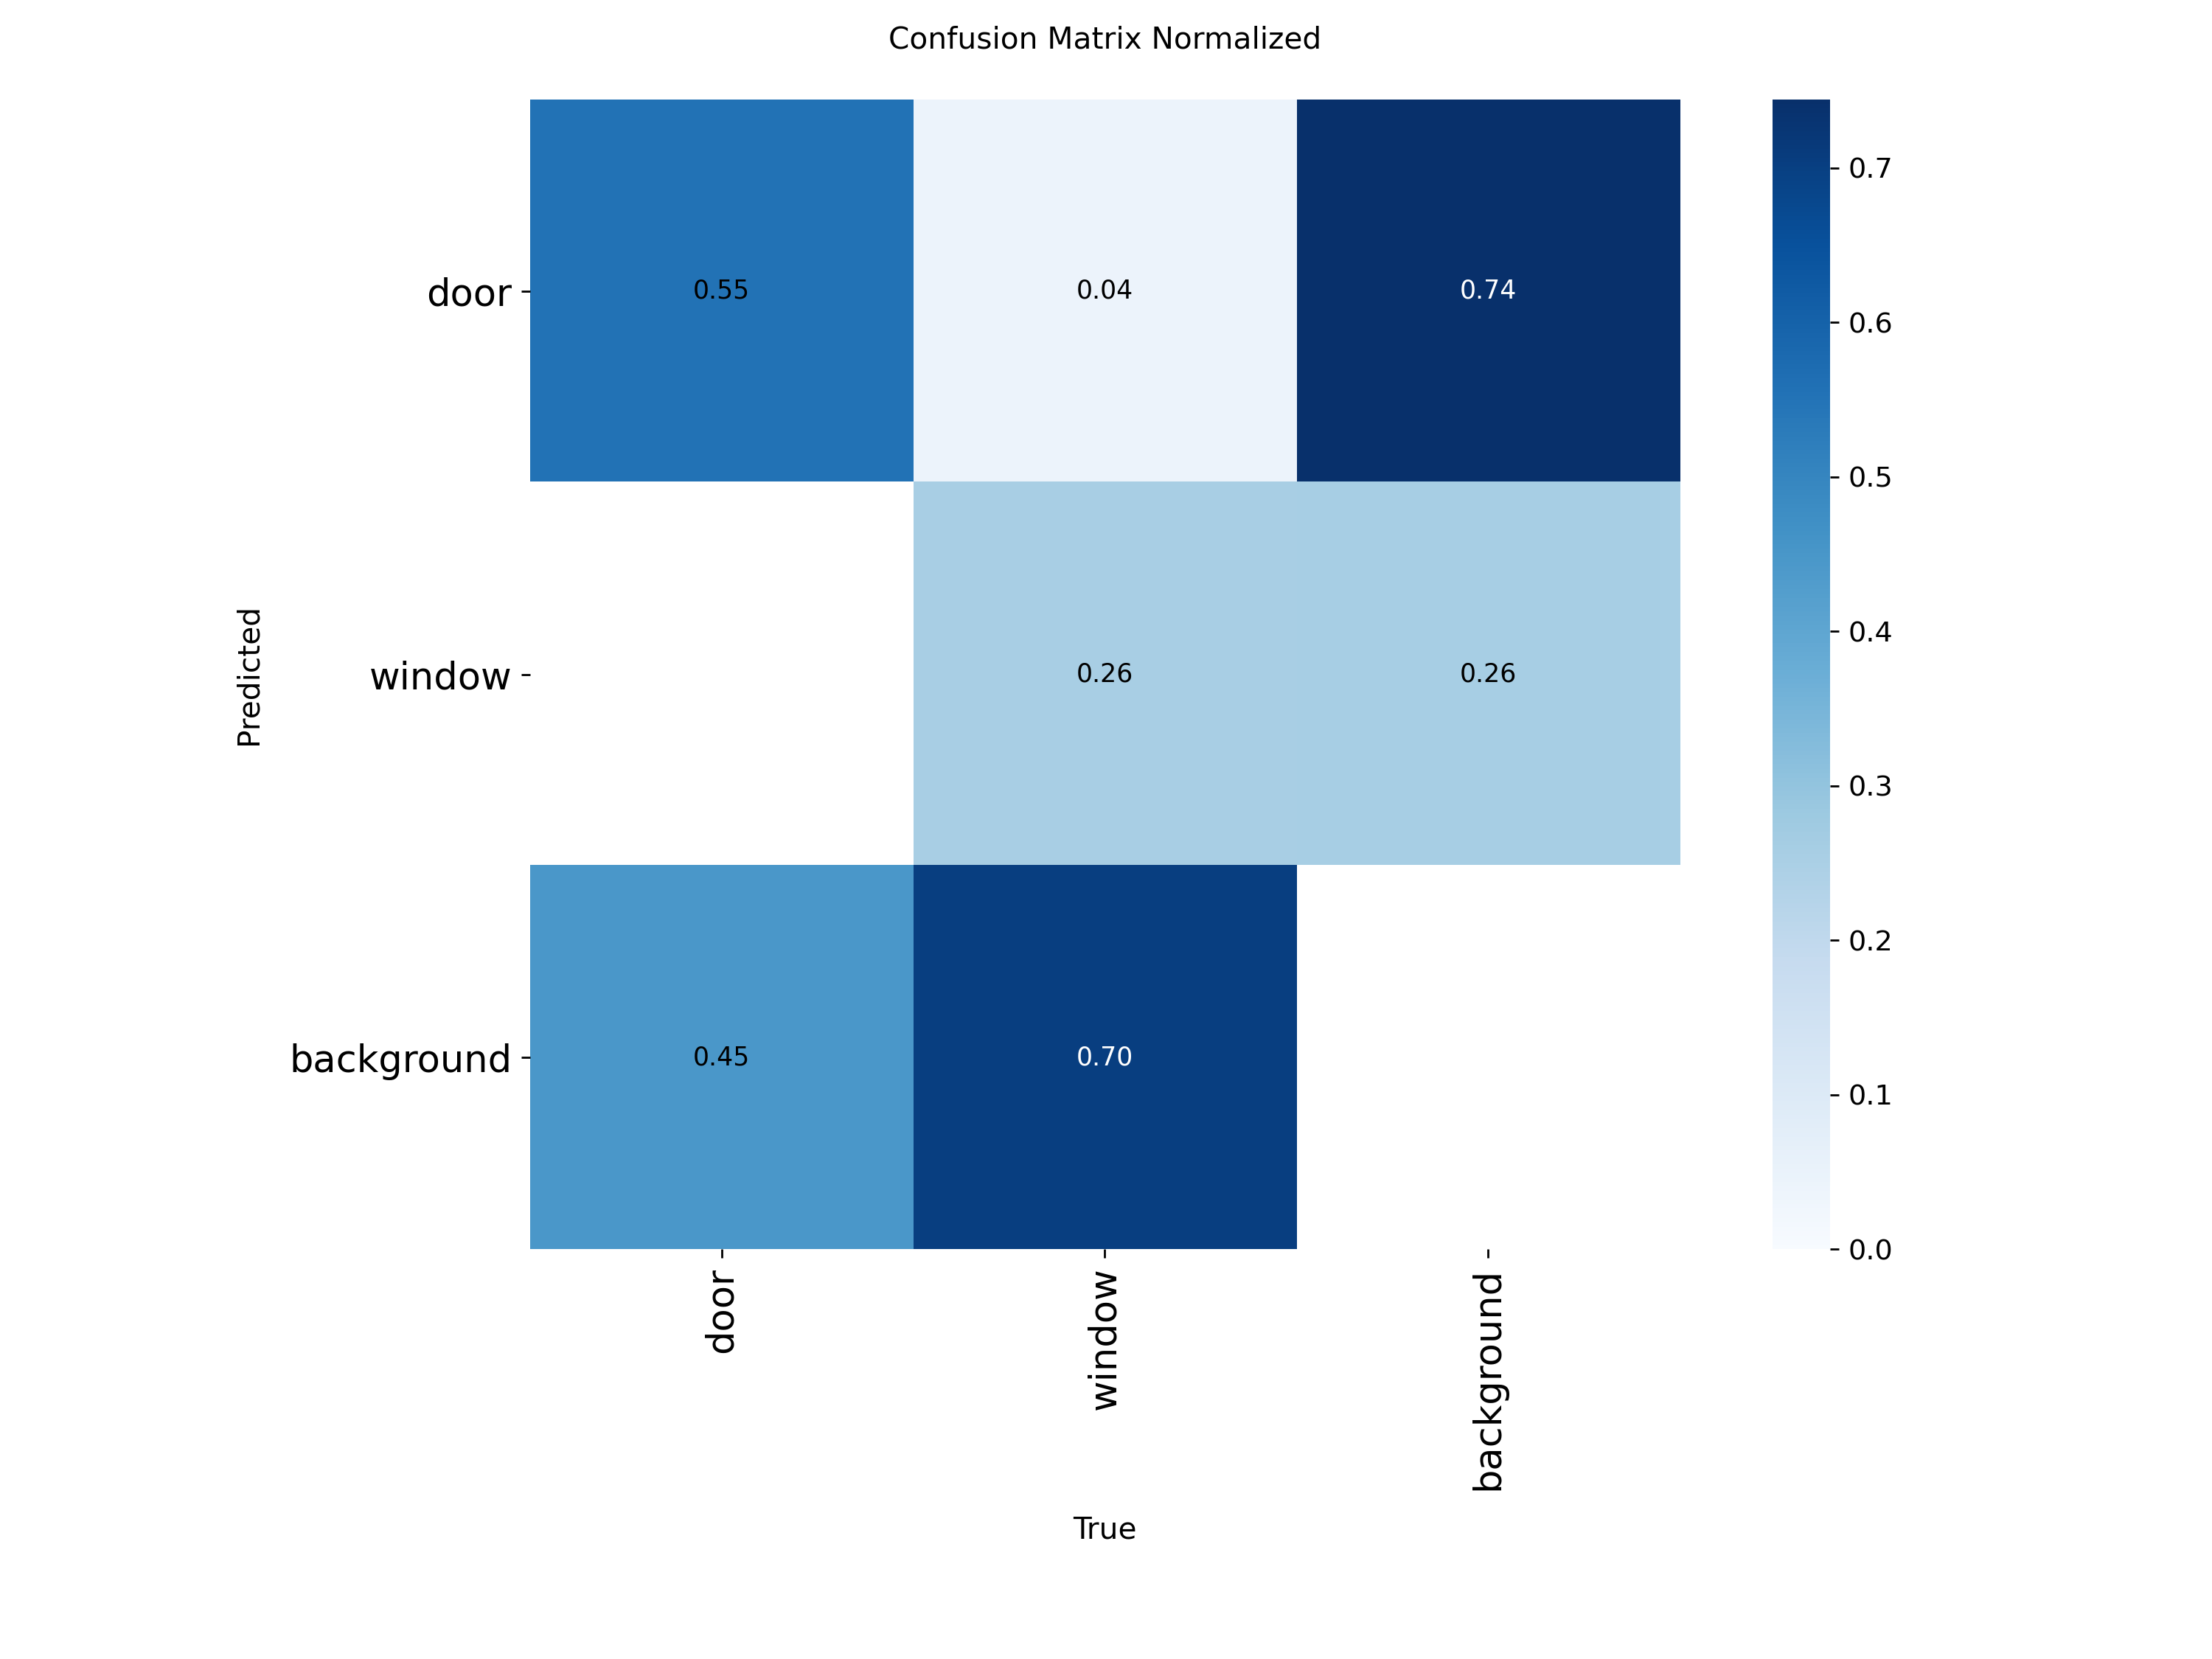 Confusion Matrix Normalized
door
0.55
0.04
0.74
window
0.26
0.26
background
0.45
0.70
Predicted
door
window
background
True
0.7
0.6
0.5
0.4
0.3
0.2
0.1
0.0